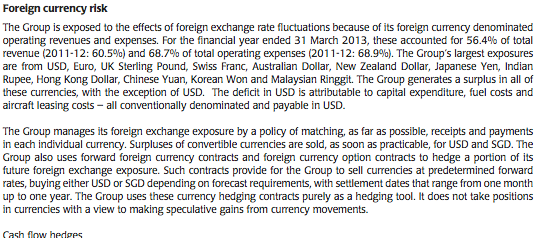 Foreign currency risk
The Group is exposed to the effects of foreign exchange rate fluctuations because of its foreign currency denominated
operating revenues and expenses. For the financial year ended 31 March 2013, these accounted for 56.4% of total
revenue (2011-12: 60.5%) and 68.7% of total operating expenses (2011-12: 68.9%). The Group's largest exposures
are from USD, Euro, UK Sterling Pound, Swiss Franc, Australian Dollar, New Zealand Dollar, Japanese Yen, Indian
Rupee, Hong Kong Dollar, Chinese Yuan, Korean Won and Malaysian Ringgit. The Group generates a surplus in all of
these currencies, with the exception of USD. The deficit in USD is attributable to capital expenditure, fuel costs and
aircraft leasing costs – all conventionally denominated and payable in USD.
The Group manages its foreign exchange exposure by a policy of matching, as far as possible, receipts and payments
in each individual currency. Surpluses of convertible currencies are sold, as soon as practicable, for USD and SGD. The
Group also uses forward foreign currency contracts and foreign currency option contracts to hedge a portion of its
future foreign exchange exposure. Such contracts provide for the Group to sell currencies at predetermined forward
rates, buying either USD or SGD depending on forecast requirements, with settlement dates that range from one month
up to one year. The Group uses these currency hedging contracts purely as a hedging tool. It does not take positions
in currencies with a view to making speculative gains from currency movements.
Cash flow hedges